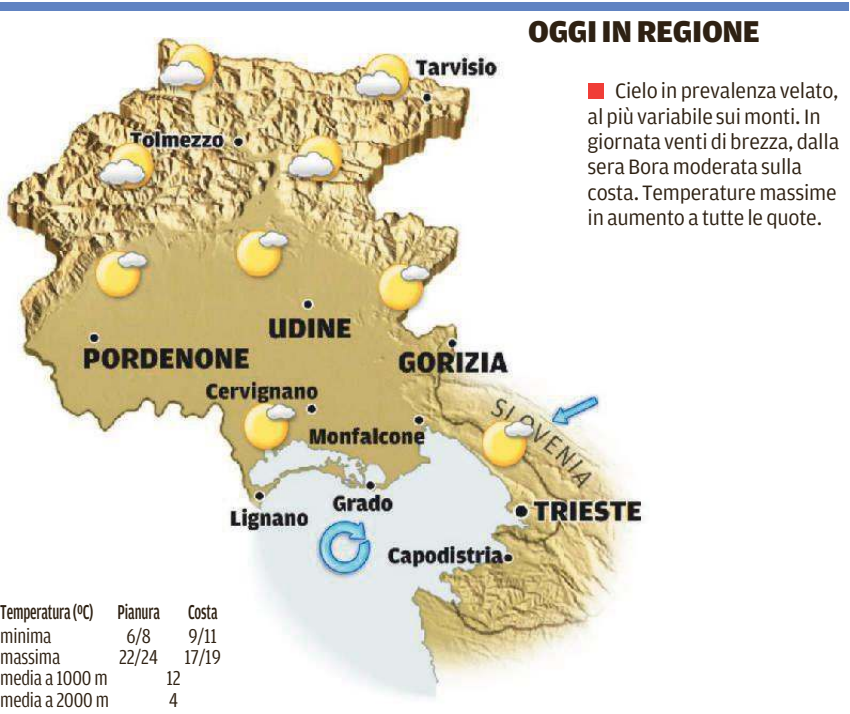 OGGI IN REGIONE
Cielo in prevalenza velato,
al più variabile sui monti. In
giornata venti di brezza, dalla
sera Bora moderata sulla
costa. Temperature massime
in aumento a tutte le quote.
Tarvisio
Tolmezzo
UDINE
PORDENONE
GORIZIA
Cervignano
SLOVENIA
Monfalcone
Grado
Lignano
TRIESTE
Capodistria
Temperatura (ºC) Pianura Costa
minima 6/8 9/11
massima 22/24 17/19
media a 1000 m 12
media a 2000 m 4